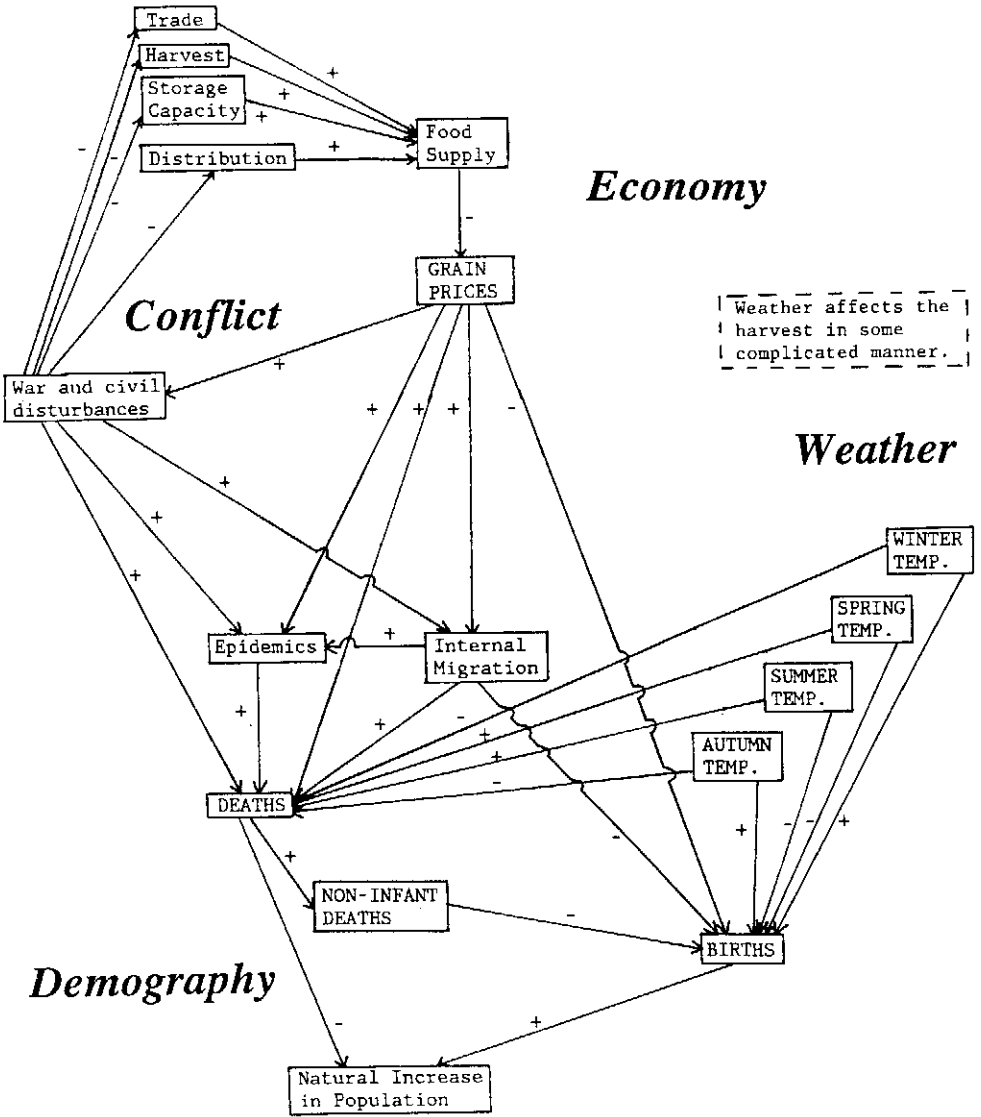 Trade
Harvest
Storage
Capacity
Distribution
Food
Supply
+
+
+
+
-
-
-
-
Economy
-
GRAIN
PRICES
Weather affects the
harvest in some
complicated manner.
Conflict
+
War and civil
disturbances
+
+
+
-
Weather
+
+
+
WINTER
TEMP.
SPRING
TEMP.
SUMMER
TEMP.
AUTUMN
TEMP.
Epidemics
+
Internal
Migration
+
+
-
+
+
-
DEATHS
-
+
-
-
+
+
NON-INFANT
DEATHS
-
BIRTHS
Demography
-
+
Natural Increase
in Population